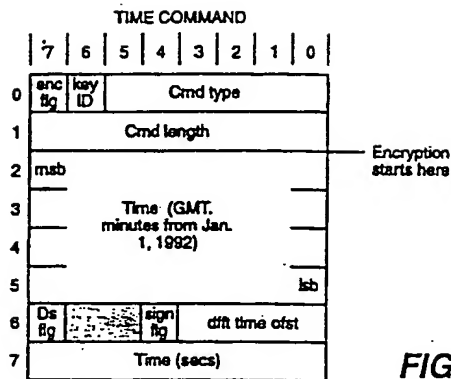 TIME COMMAND
7 6 5 4 3 2 1 0
0 enc flg key ID Cmd type
1 Cmd length
Encryption starts here
2 msb
3 Time (GMT.
minutes from Jan.
4 1, 1992)
5 lsb
6 Ds flg sign flg dflt time ofst
7 Time (secs)
FIG